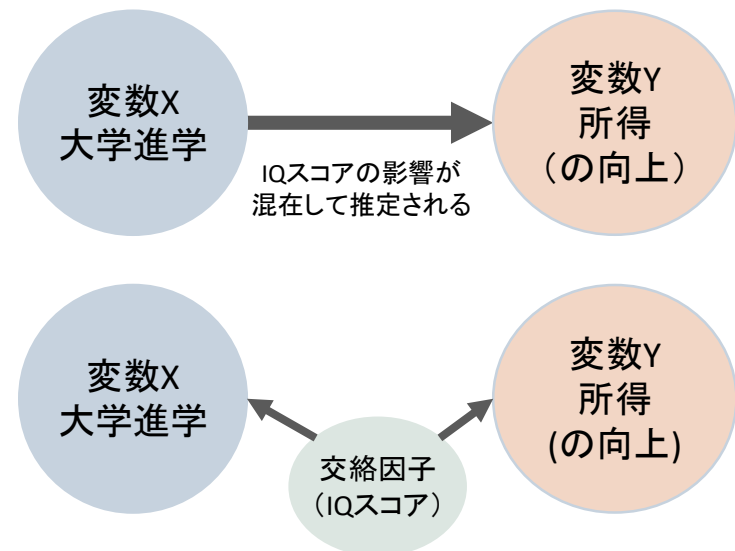 変数X
大学進学
IQスコアの影響が
混在して推定される
変数Y
所得
（の向上）
変数X
大学進学
交絡因子
（IQスコア）
変数Y
所得
(の向上)